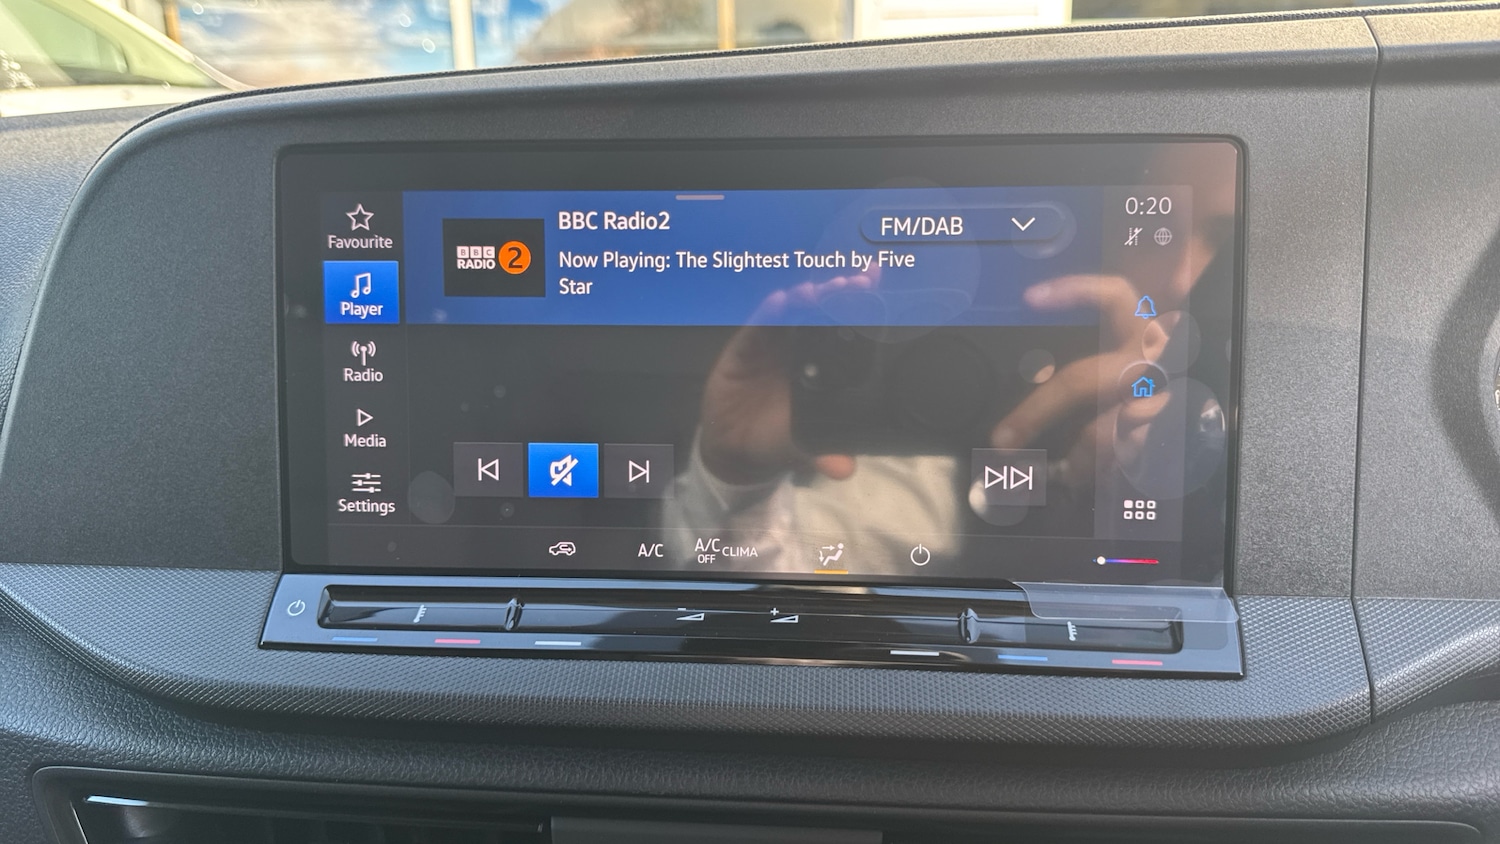 Favourite
Player
Radio
Media
Settings
BBC
RADIO 2
BBC Radio2
Now Playing: The Slightest Touch by Five
Star
FM/DAB
0:20
A/C
A/C
OFF
CLIMA